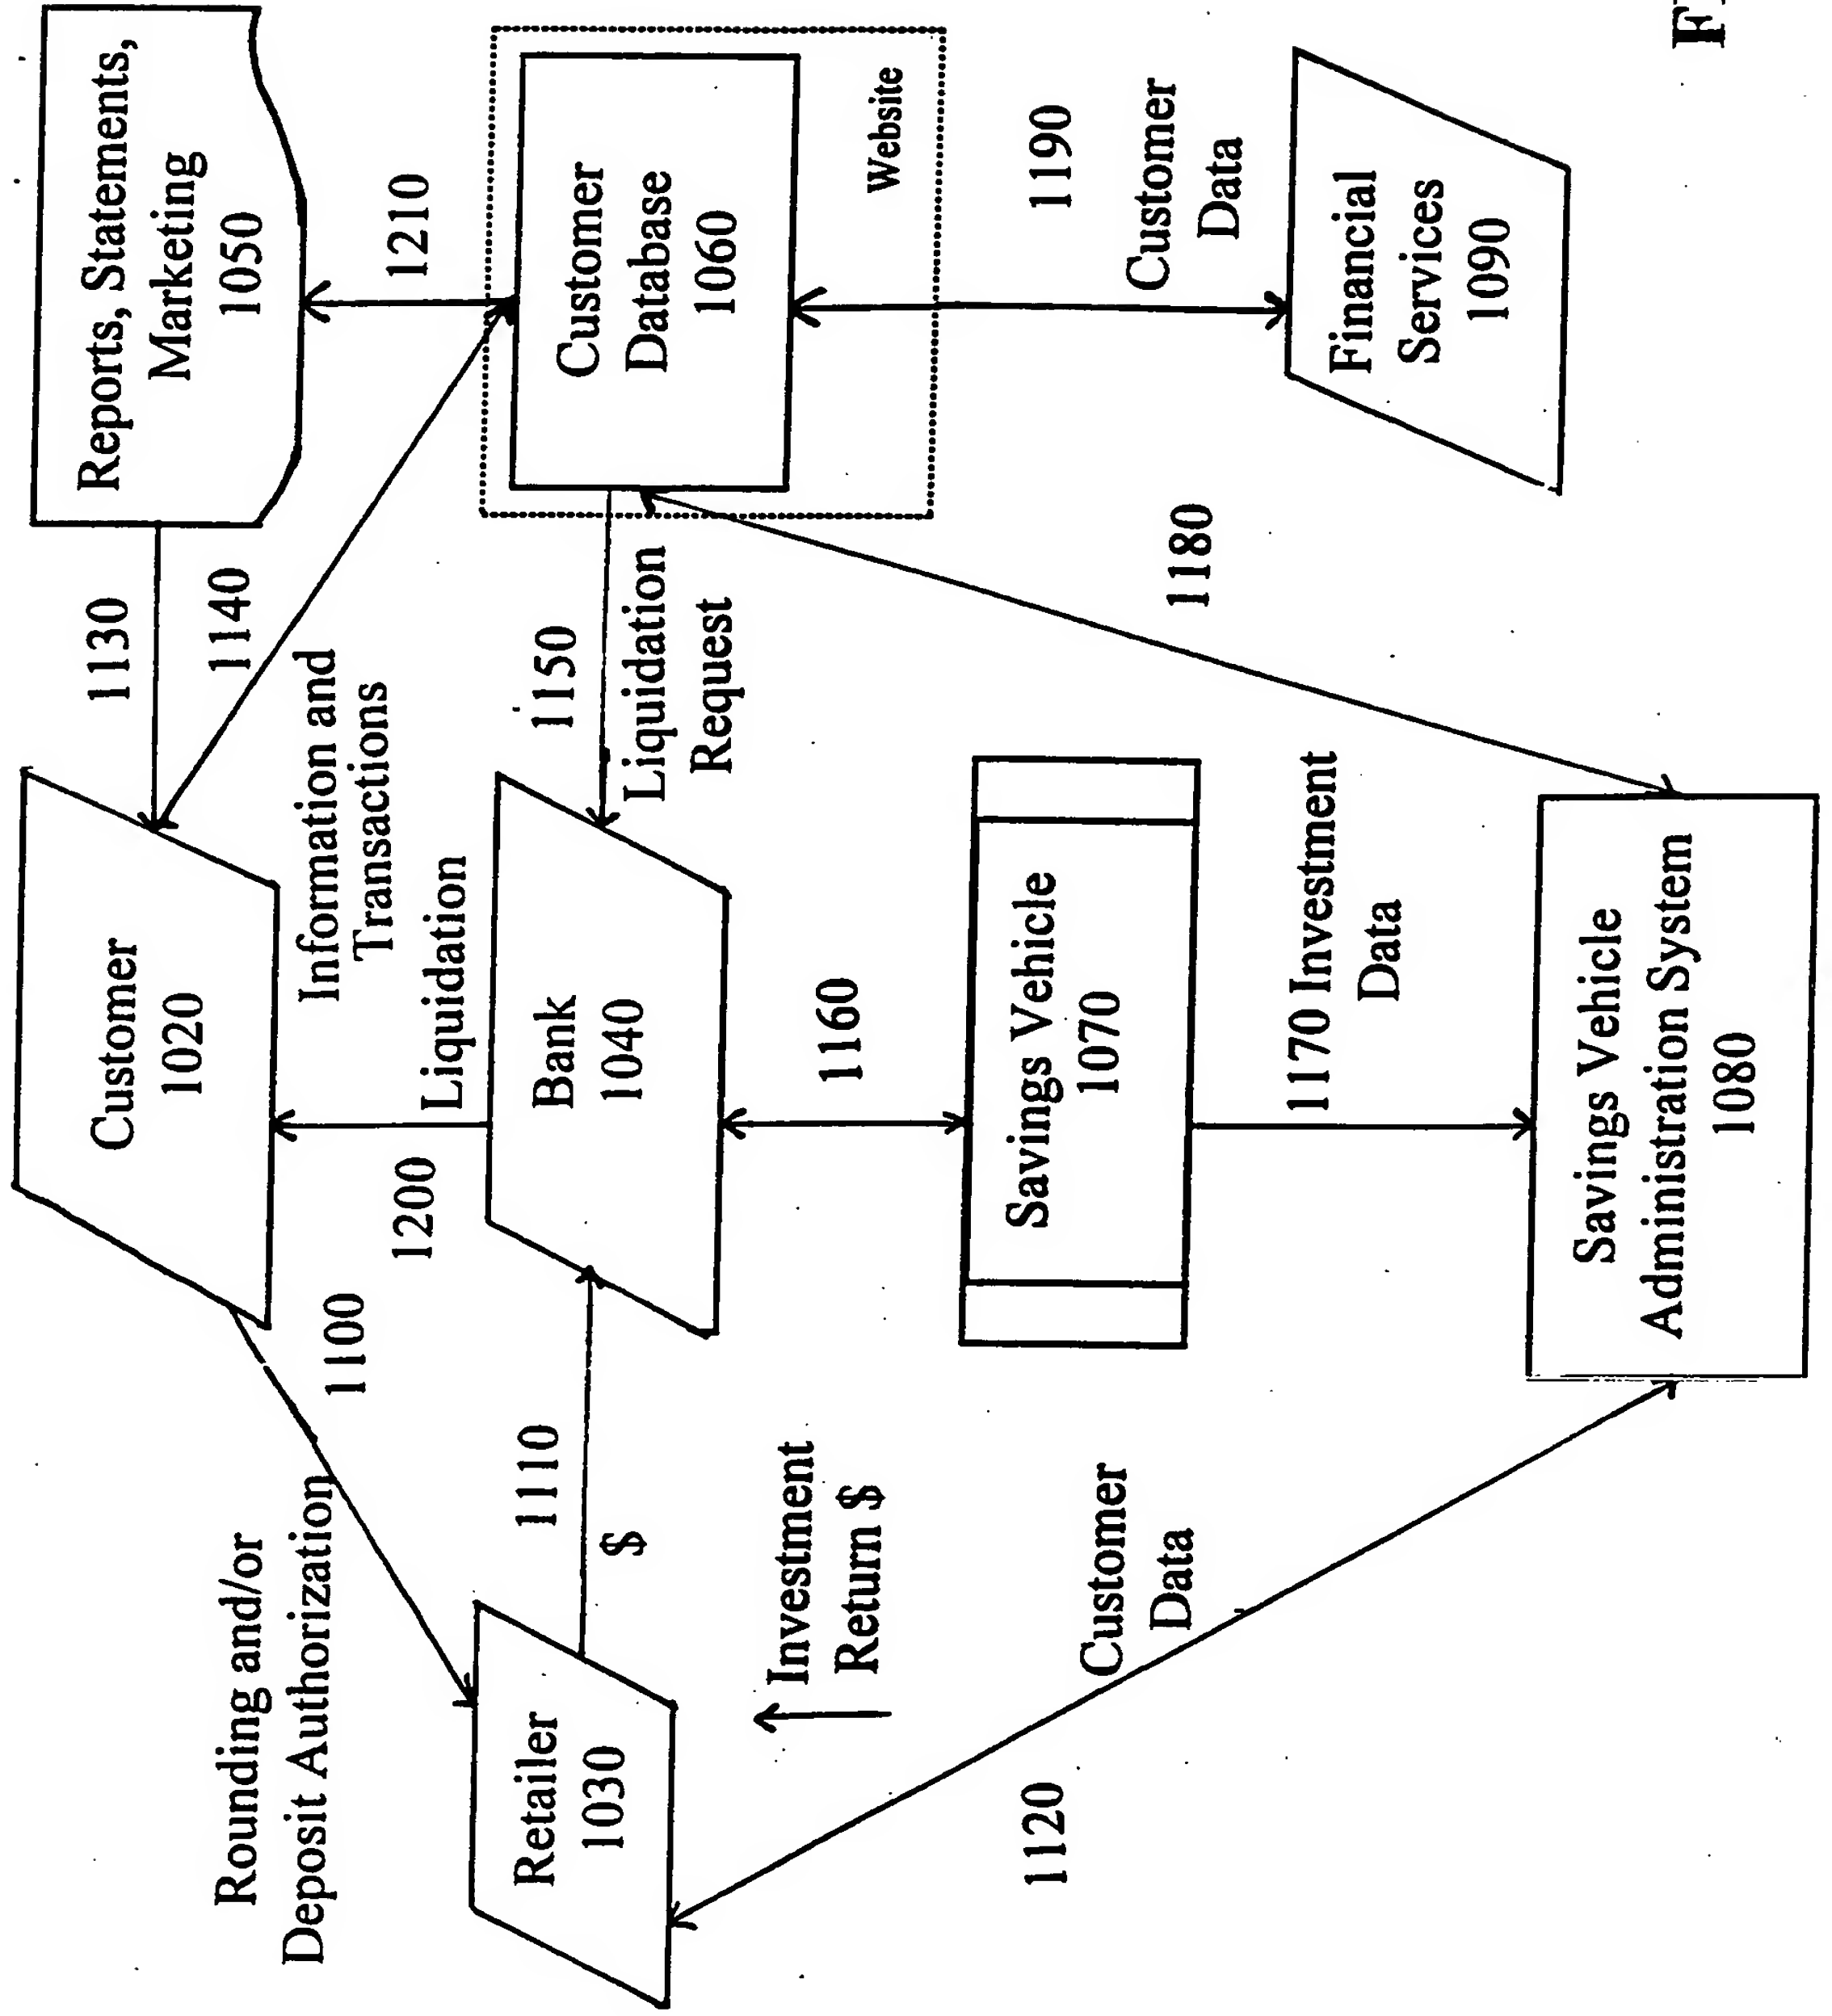 Customer
1020
Reports, Statements,
Marketing
1050
1130
1140
Rounding and/or
Deposit Authorization
1100
Information and
Transactions
1200
Liquidation
1210
Retailer
1030
1110
$
Bank
1040
1150
Liquidation
Request
Customer
Database
1060
Website
Investment
Return $
1160
Savings Vehicle
1070
1120
Customer
Data
1170 Investment
Data
1180
1190
Customer
Data
Financial
Services
1090
Savings Vehicle
Administration System
1080